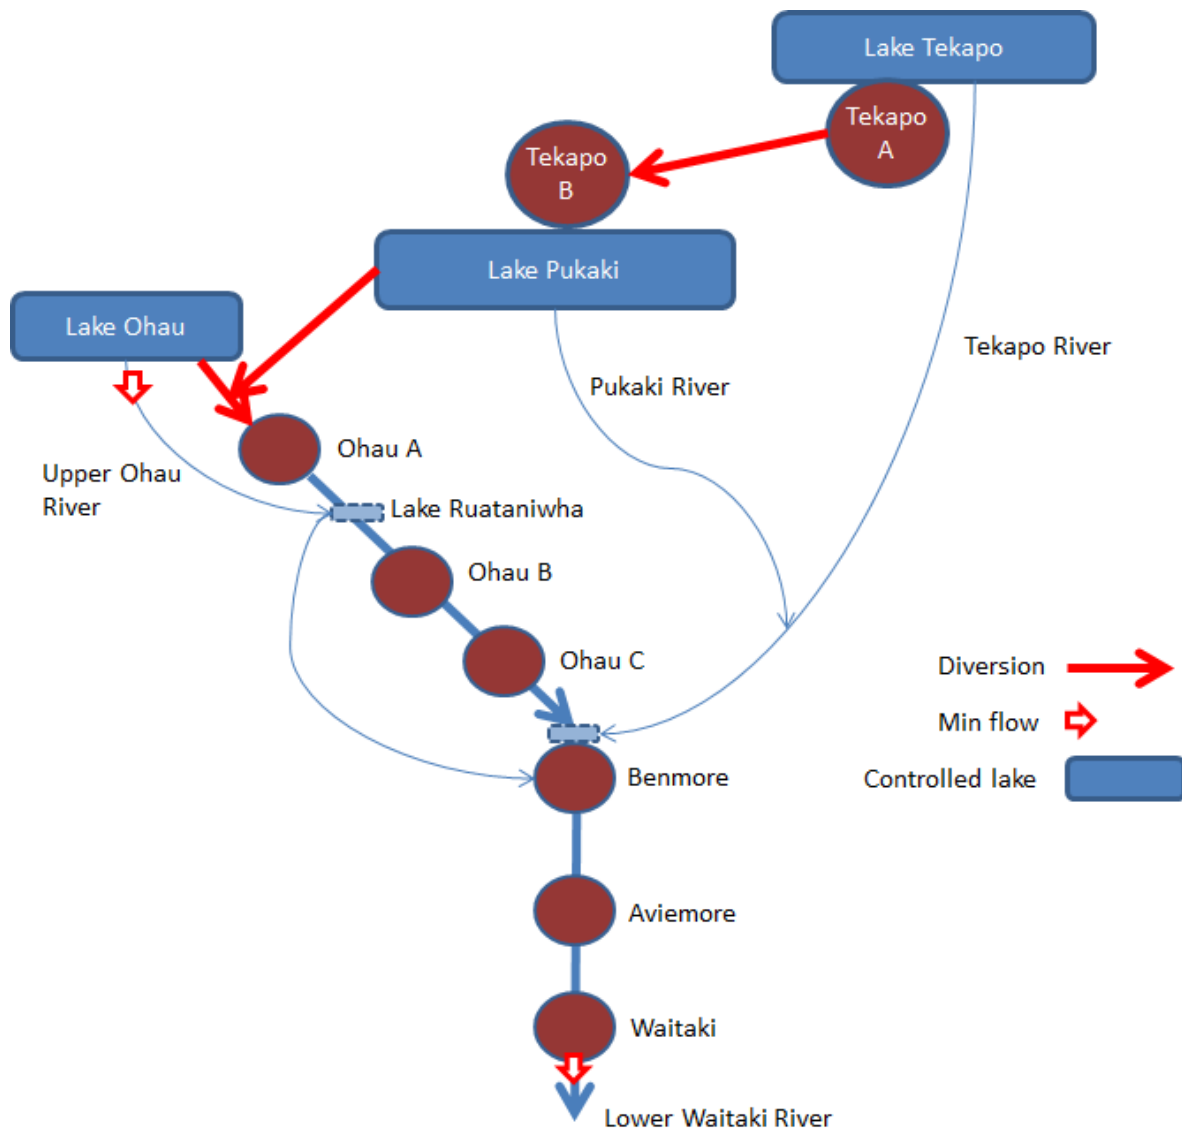 Lake Tekapo
Tekapo
A
Tekapo
B
Lake Pukaki
Lake Ohau
Tekapo River
Pukaki River
Ohau A
Upper Ohau
River
Lake Ruataniwha
Ohau B
Ohau C
Diversion
Min flow
Controlled lake
Benmore
Aviemore
Waitaki
Lower Waitaki River